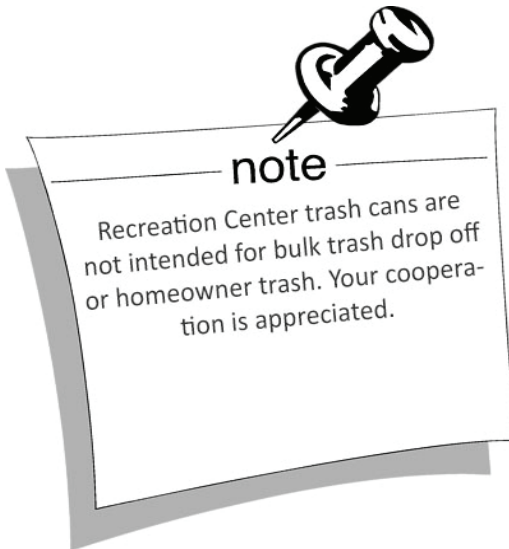 note
Recreation Center trash cans are
not intended for bulk trash drop off
or homeowner trash. Your coopera-
tion is appreciated.